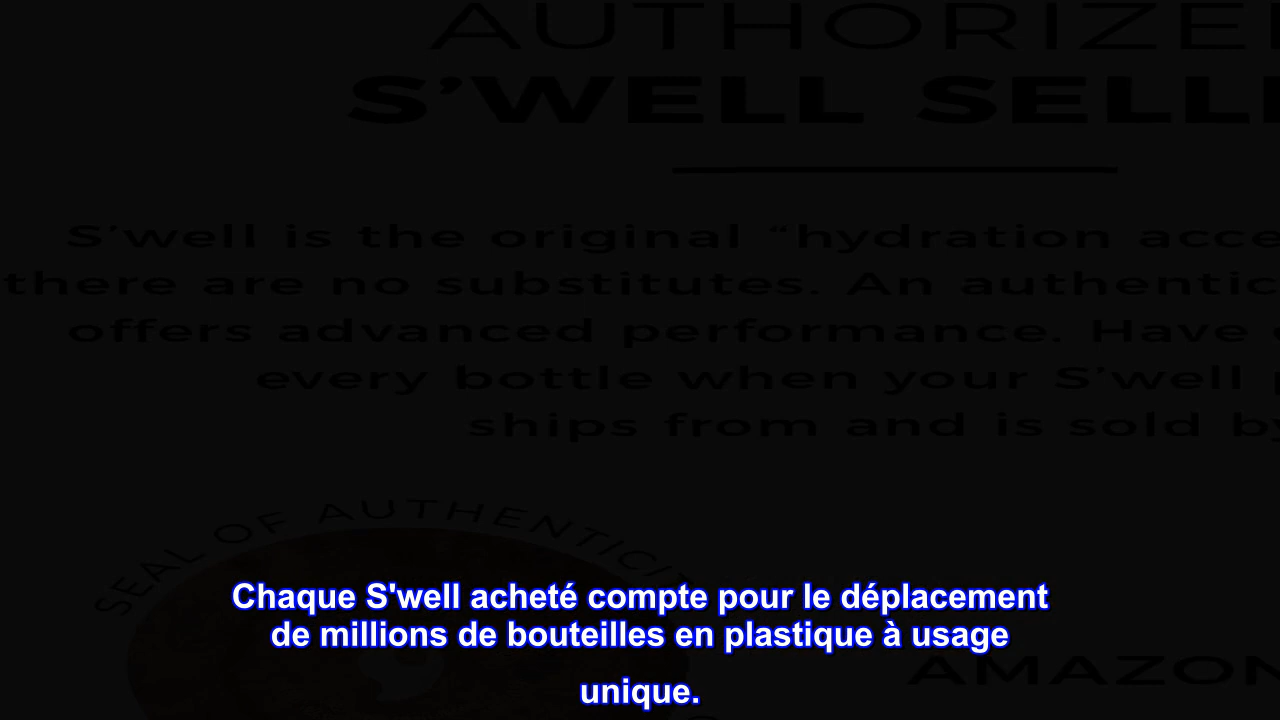 AUTHORIZE
S'WELL SELL
S'well is the original "hydration acce
there are no substitutes. An authentic
offers advanced performance. Have
every bottle when your S'well
ships from and is sold b
SEAL OF AUTHENTICI
Chaque S'well acheté compte pour le déplacement
de millions de bouteilles en plastique à usage
AMAZON
unique.